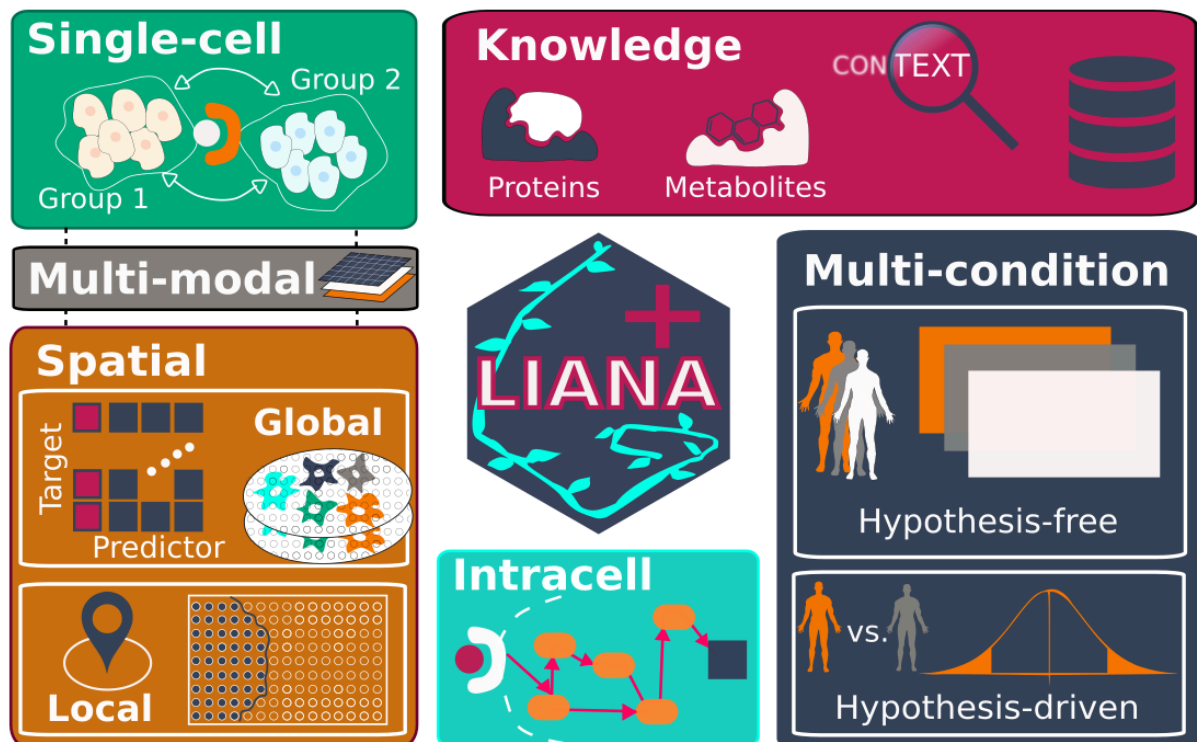 Single-cell
Group 2
Group 1
Knowledge
CONTEXT
Proteins
Metabolites
Multi-modal
Spatial
Target
Predictor
Global
Local
+
LIANA
Intracell
Multi-condition
Hypothesis-free
vs.
Hypothesis-driven